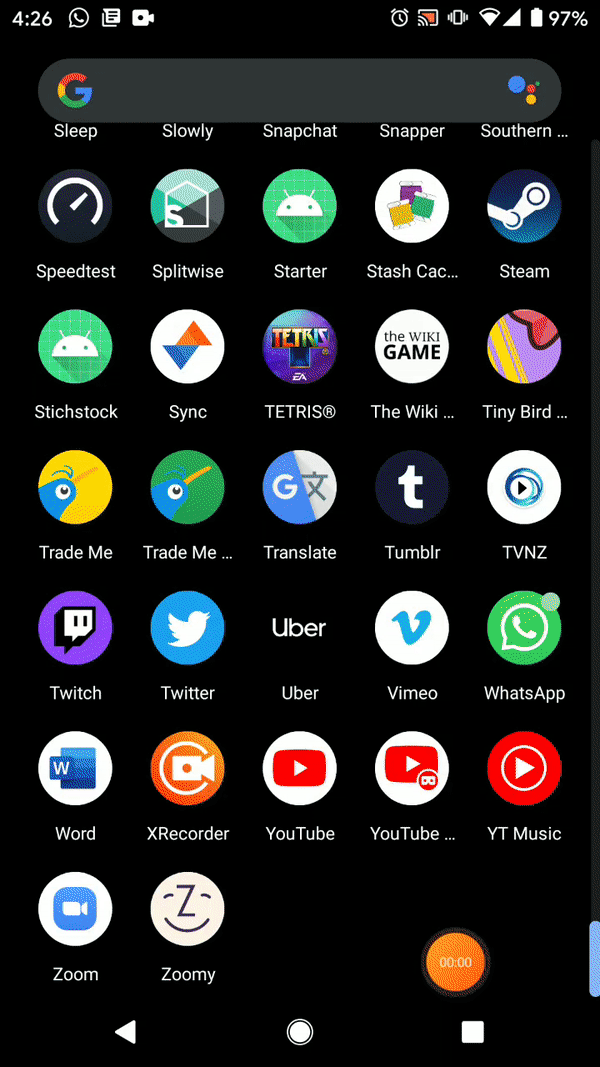 4:26 97%
Sleep Slowly Snapchat Snapper Southern ...
Speedtest Splitwise Starter Stash Cac... Steam
TETRIS®
EA
the WIKI
GAME
Stichstock Sync TETRIS® The Wiki ... Tiny Bird ...
Trade Me Trade Me ... Translate Tumblr TVNZ
Uber
Twitch Twitter Uber Vimeo WhatsApp
W
Word XRecorder YouTube YouTube ... YT Music
Z
00:00
Zoom Zoomy